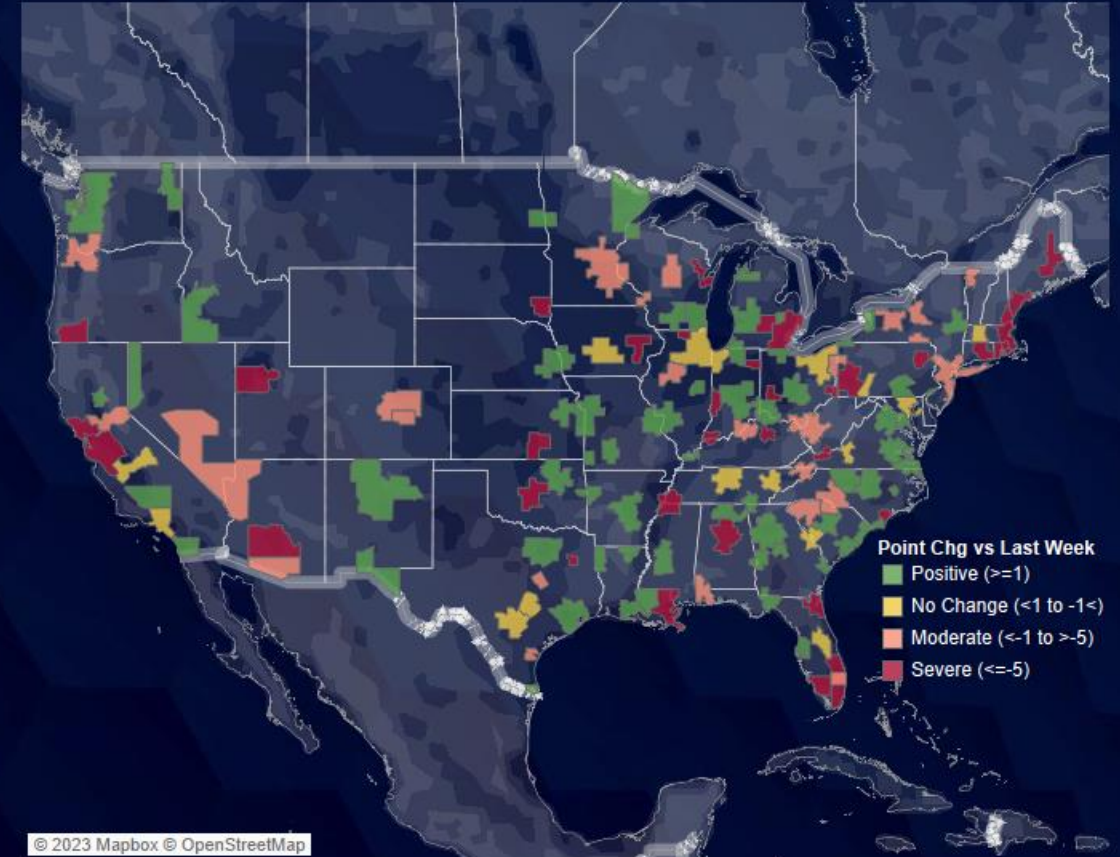 Point Chg vs Last Week
Positive (>=1)
No Change (<1 to -1<)
Moderate (<-1 to >-5)
Severe (<=-5)
© 2023 Mapbox © OpenStreetMap